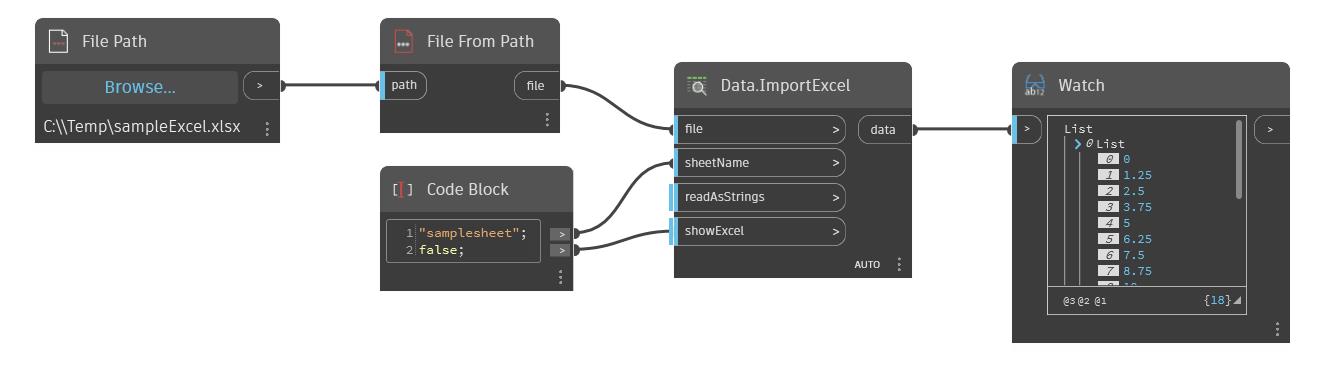 File Path
Browse...
>
C:\\Temp\sampleExcel.xlsx
File From Path
path
file
Code Block
1 "samplesheet";
2 false;
>
>
Data.ImportExcel
file >
sheetName >
readAsStrings >
showExcel >
data
AUTO
Watch
ab12
>
>
List
0 List
0 0
1 1.25
2 2.5
3 3.75
4 5
5 6.25
6 7.5
7 8.75
@3 @2 @1
{18}